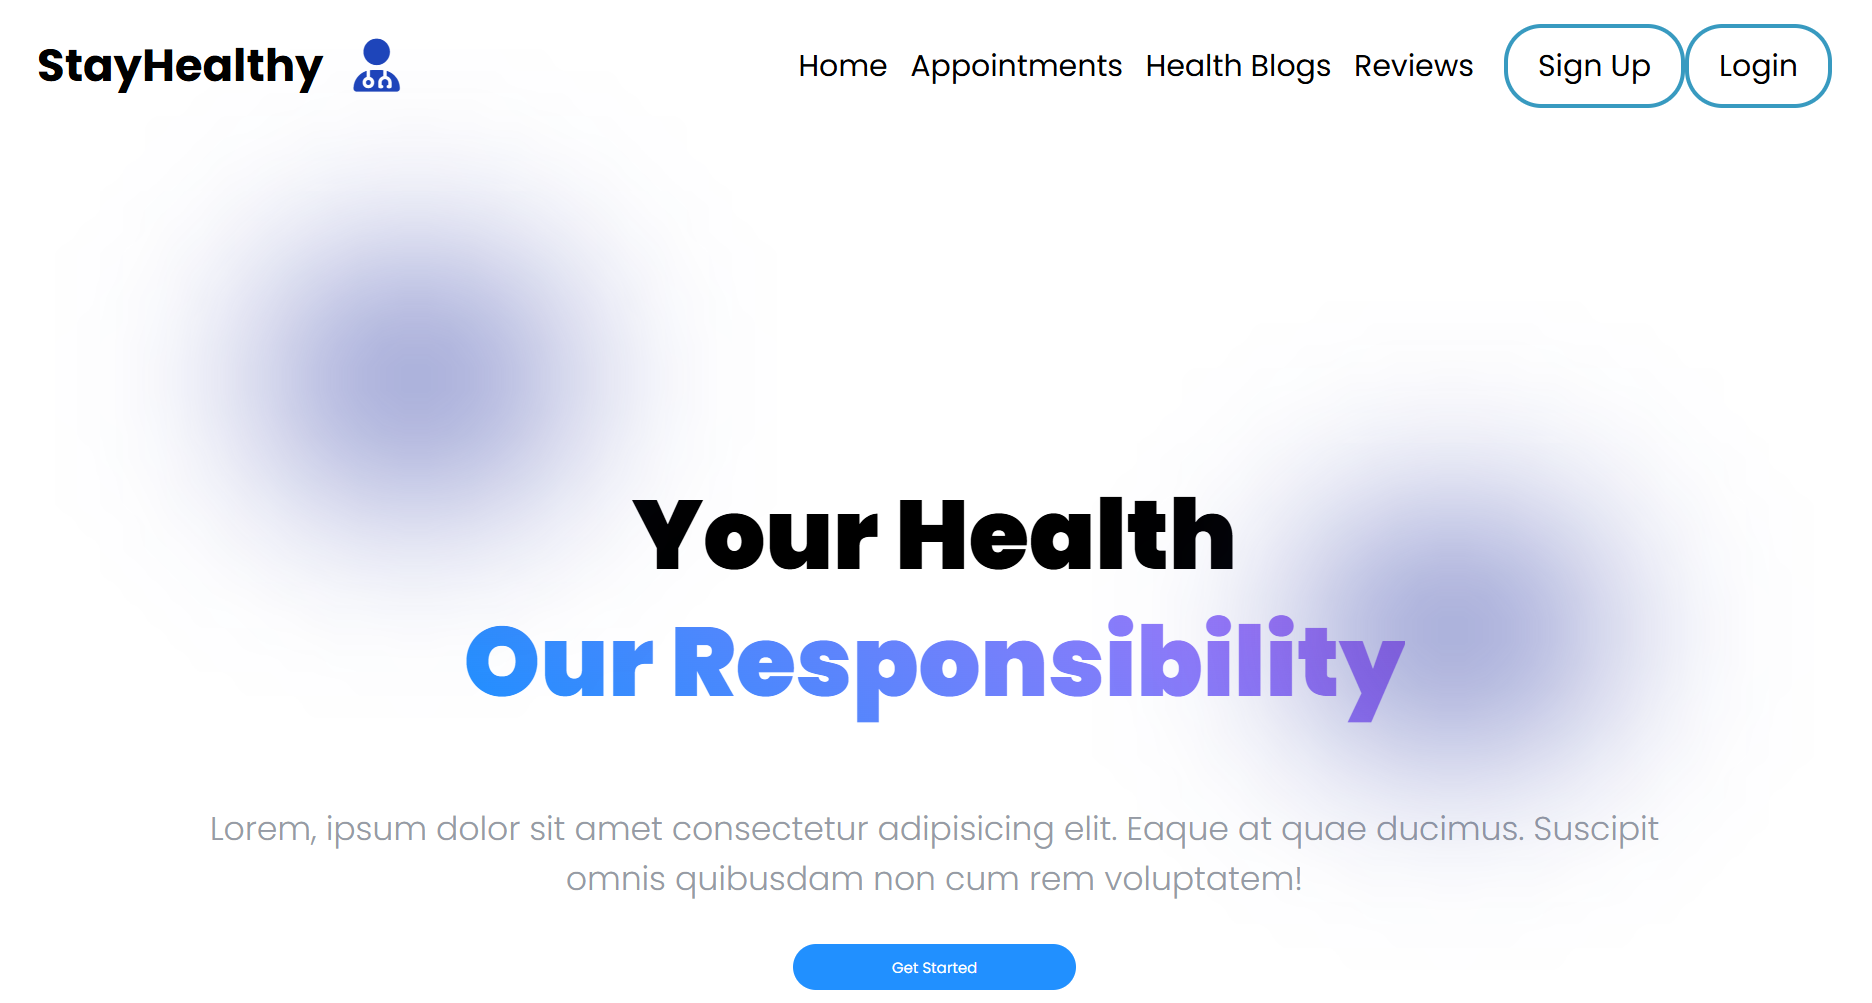 StayHealthy
Home Appointments Health Blogs Reviews Sign Up Login
Your Health
Our Responsibility
Lorem, ipsum dolor sit amet consectetur adipisicing elit. Eaque at quae ducimus. Suscipit
omnis quibusdam non cum rem voluptatem!
Get Started